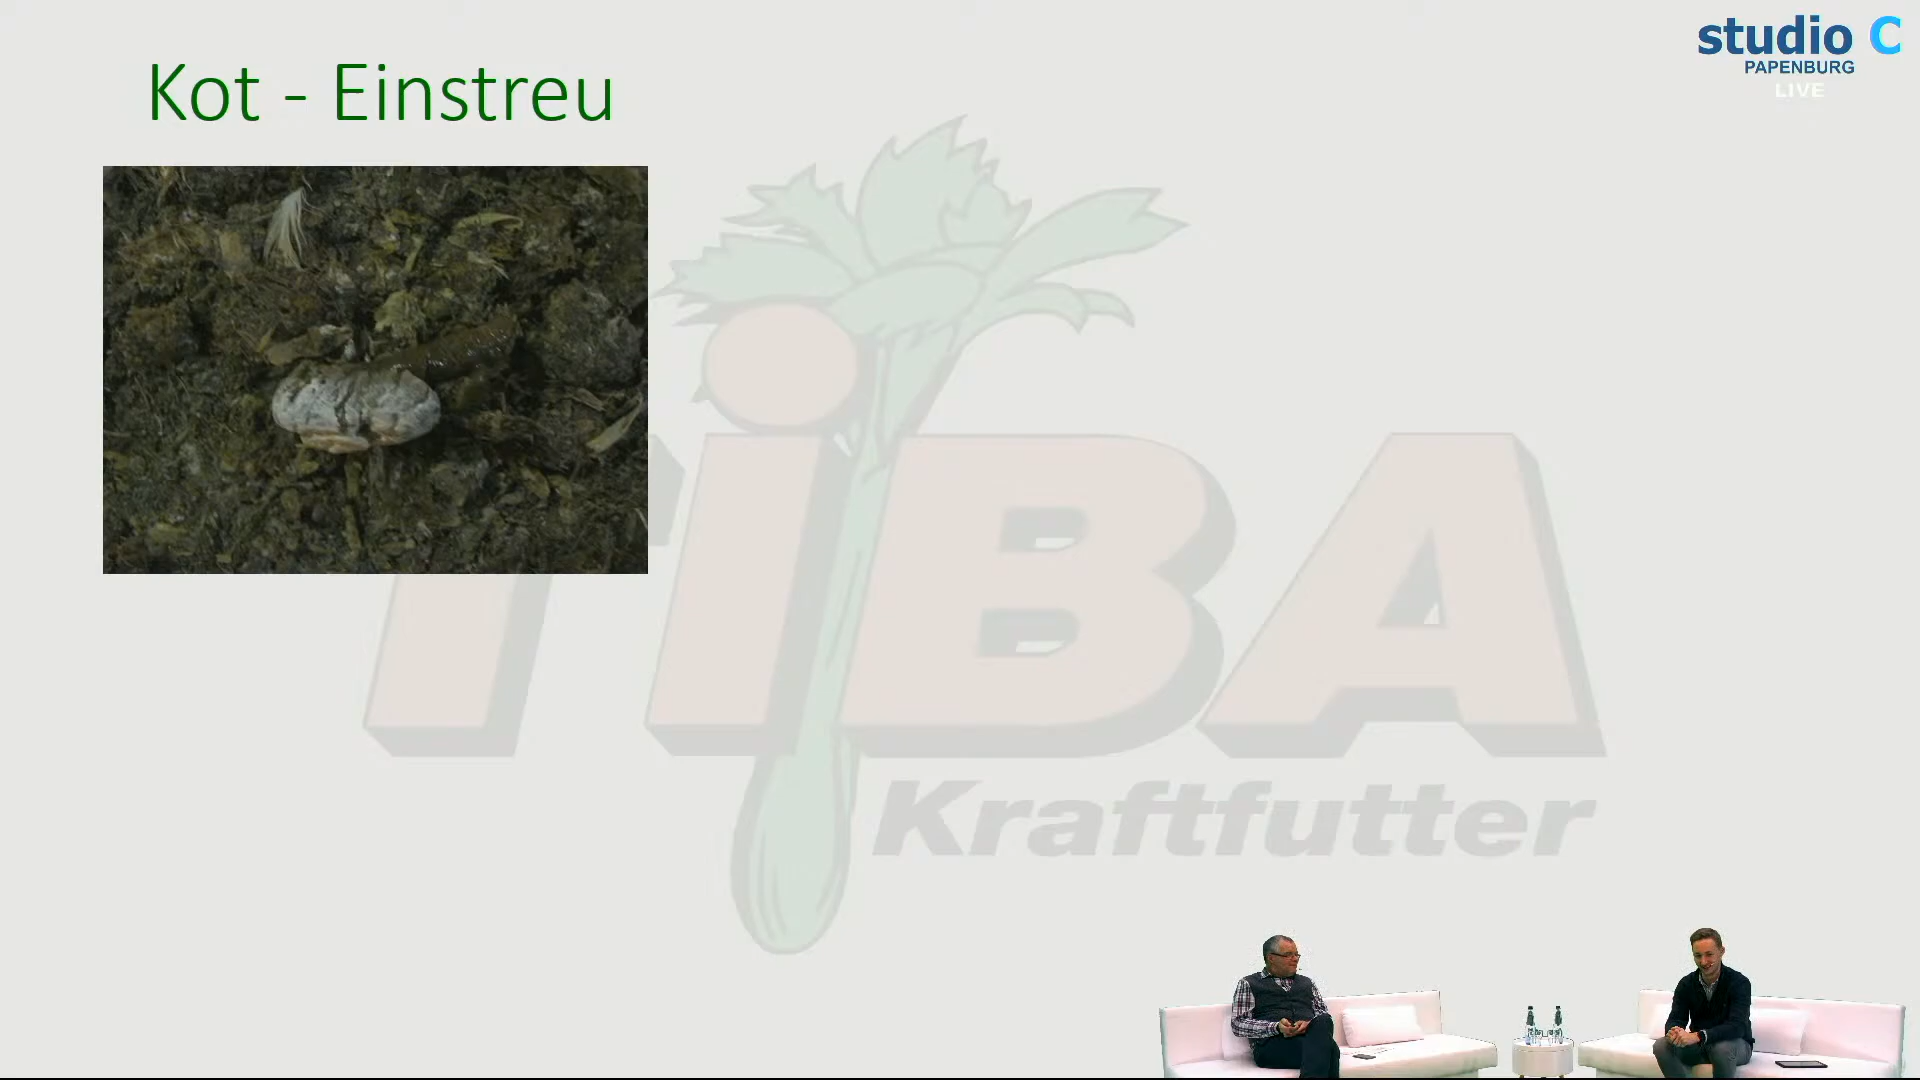 studio C
PAPENBURG
LIVE
Kot - Einstreu
TiBA
Kraftfutter